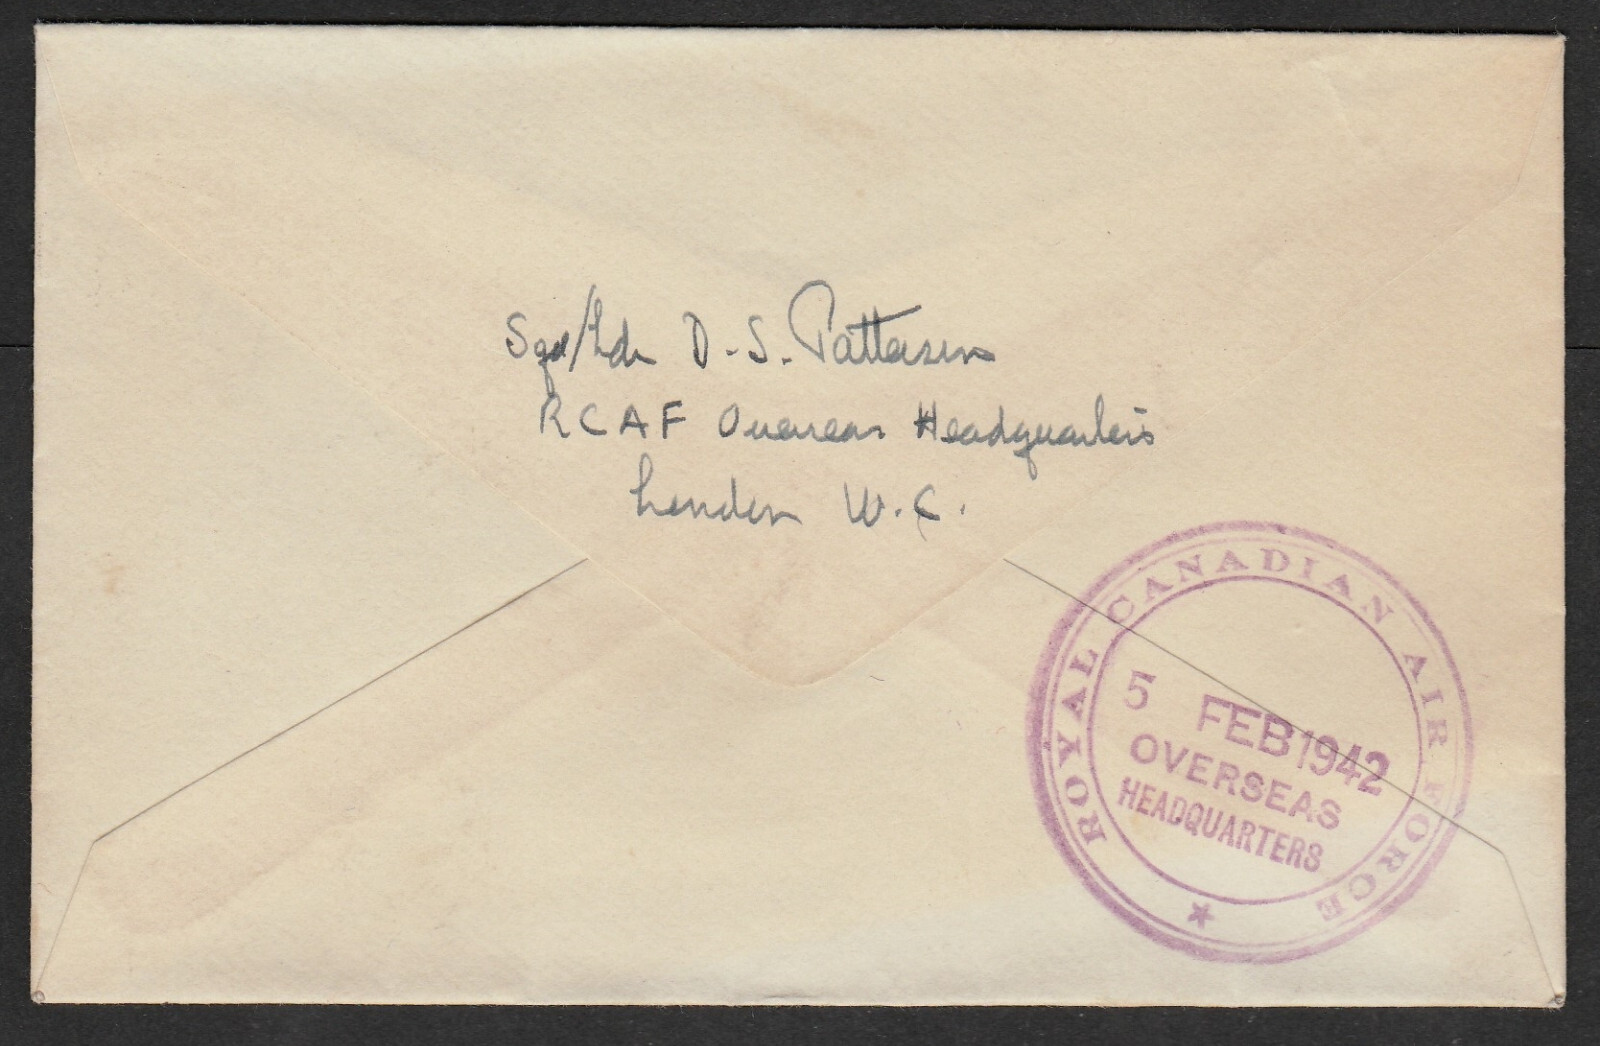 Sqd/Ldr D.S. Patterson
RCAF Overseas Headquarters
London W.C.
ROYAL CANADIAN AIR FORCE
5 FEB 1942
OVERSEAS
HEADQUARTERS